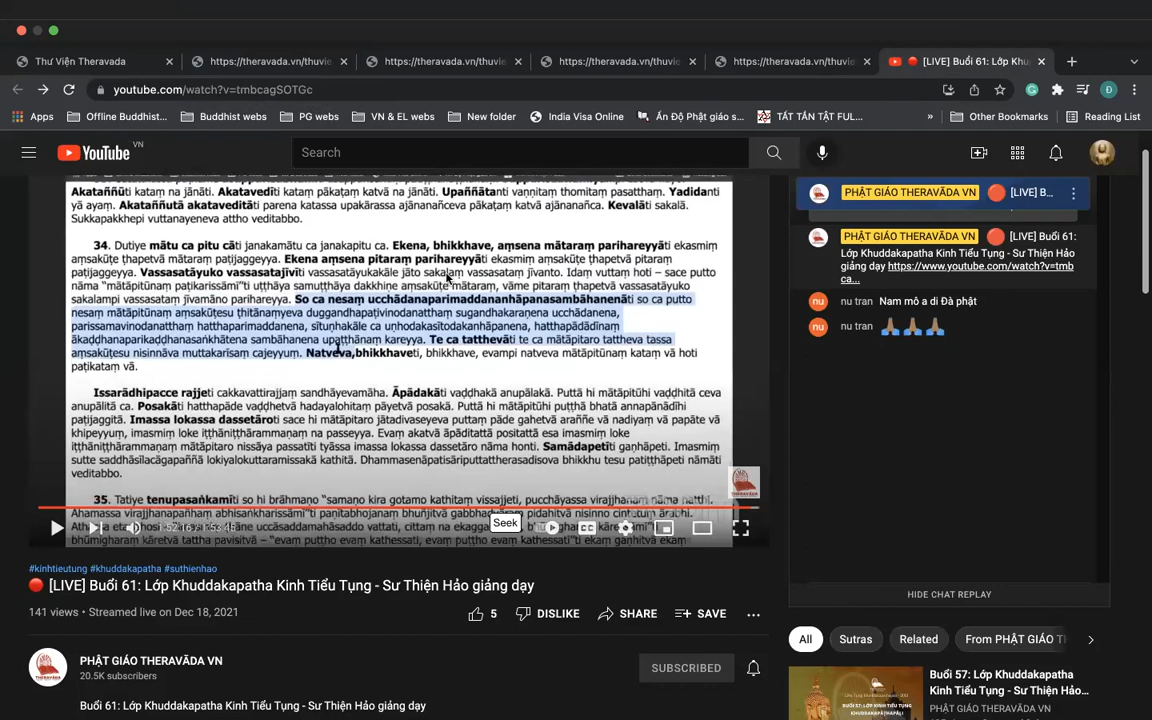 Thư Viện Theravada
https://theravada.vn/thuvie
https://theravada.vn/thuvie
https://theravada.vn/thuvie
https://theravada.vn/thuvie
[LIVE] Buổi 61: Lớp Khu
youtube.com/watch?v=tmbcagSOTGc
Apps Offline Buddhist... Buddhist webs PG webs VN & EL webs New folder India Visa Online Ấn Độ Phật giáo s... TẤT TẦN TẬT FUL... » Other Bookmarks Reading List
YouTube VN
Search
Akataññūti kataṃ na jānāti. Akatavedīti kataṃ pākaṭaṃ katvā na jānāti. Upaññātanti vaṇṇitaṃ thomitaṃ pasatthaṃ. Yadidanti
yā ayaṃ. Akataññutā akataveditāti parena katassa upakārassa ajānanañceva pākaṭaṃ katvā ajānanañca. Kevalāti sakalā.
Sukkapakkhepi vuttanayeneva attho veditabbo.
34. Dutiye mātu ca pitu cāti janakamātu ca janakapitu ca. Ekena, bhikkhave, aṃsena mātaraṃ parihareyyāti ekasmiṃ
aṃsakūṭe ṭhapetvā mātaraṃ paṭijaggeyya. Ekena aṃsena pitaraṃ parihareyyāti ekasmiṃ aṃsakūṭe ṭhapetvā pitaraṃ
paṭijaggeyya. Vassasatāyuko vassasatajīvīti vassasatāyukakāle jāto sakalaṃ vassasataṃ jīvanto. Idaṃ vuttaṃ hoti – sace putto
nāma “mātāpitūnaṃ paṭikarissāmī”ti uṭṭhāya samuṭṭhāya dakkhiṇe aṃsakūṭe mātaraṃ, vāme pitaraṃ ṭhapetvā vassasatāyuko
sakalampi vassasataṃ jīvamāno parihareyya. So ca nesaṃ ucchādanaparimaddananhāpanasambāhanenāti so ca putto
nesaṃ mātāpitūnaṃ aṃsakūṭesu ṭhitānaṃyeva duggandhapaṭivinodanatthaṃ sugandhakaraṇena ucchādanena,
parissamavinodanatthaṃ hatthaparimaddanena, sītuṇhakāle ca uṇhodakasītodakanhāpanena, hatthapādādīnaṃ
ākaḍḍhanaparikaḍḍhanasaṅkhātena sambāhanena upaṭṭhānaṃ kareyya. Te ca tatthevāti te ca mātāpitaro tattheva tassa
aṃsakūṭesu nisinnāva muttakarīsaṃ cajeyyuṃ. Natveva,bhikkhaveti, bhikkhave, evampi natveva mātāpitūnaṃ kataṃ vā hoti
paṭikataṃ vā.
Issarādhipacce rajjeti cakkavattirajjaṃ sandhāyevamāha. Āpādakāti vaḍḍhakā anupālakā. Puttā hi mātāpitūhi vaḍḍhitā ceva
anupālitā ca. Posakāti hatthapāde vaḍḍhetvā hadayalohitaṃ pāyetvā posakā. Puttā hi mātāpitūhi puṭṭhā bhatā annapānādīhi
paṭijaggitā. Imassa lokassa dassetāroti sace hi mātāpitaro jātadivaseyeva puttaṃ pāde gahetvā araññe vā nadiyaṃ vā papāte vā
khipeyyuṃ, imasmiṃ loke iṭṭhāniṭṭhārammaṇaṃ na passeyya. Evaṃ akatvā āpāditattā positattā esa imasmiṃ loke
iṭṭhāniṭṭhārammaṇaṃ mātāpitaro nissāya passatīti tyāssa imassa lokassa dassetāro nāma honti. Samādapetīti gaṇhāpeti. Imasmiṃ
sutte saddhāsīlacāgapaññā lokiyalokuttaramissakā kathitā. Dhammasenāpatisāriputtattherasadisova bhikkhu tesu patiṭṭhāpeti nāmāti
veditabbo.
35. Tatiye tenupasaṅkamīti so hi brāhmaṇo “samaṇo kira gotamo kathitaṃ vissajjeti, pucchāyassa virajjhanaṃ nāma natthi.
1:52:16 / 1:53:45
Seek
#kinhtieutung #khuddakapatha #suthienhao
[LIVE] Buổi 61: Lớp Khuddakapatha Kinh Tiểu Tụng - Sư Thiện Hảo giảng dạy
141 views • Streamed live on Dec 18, 2021
5 DISLIKE SHARE SAVE
PHẬT GIÁO THERAVĀDA VN
20.5K subscribers
SUBSCRIBED
Buổi 61: Lớp Khuddakapatha Kinh Tiểu Tụng - Sư Thiện Hảo giảng dạy
PHẬT GIÁO THERAVĀDA VN [LIVE] B...
PHẬT GIÁO THERAVĀDA VN [LIVE] Buổi 61:
Lớp Khuddakapatha Kinh Tiểu Tụng - Sư Thiện Hảo
giảng dạy https://www.youtube.com/watch?v=tmb
ca...
nu tran Nam mô a di Đà phật
nu tran
HIDE CHAT REPLAY
All Sutras Related From PHẬT GIÁO T
Buổi 57: Lớp Khuddakapatha
Kinh Tiểu Tụng - Sư Thiện Hảo...
PHẬT GIÁO THERAVĀDA VN